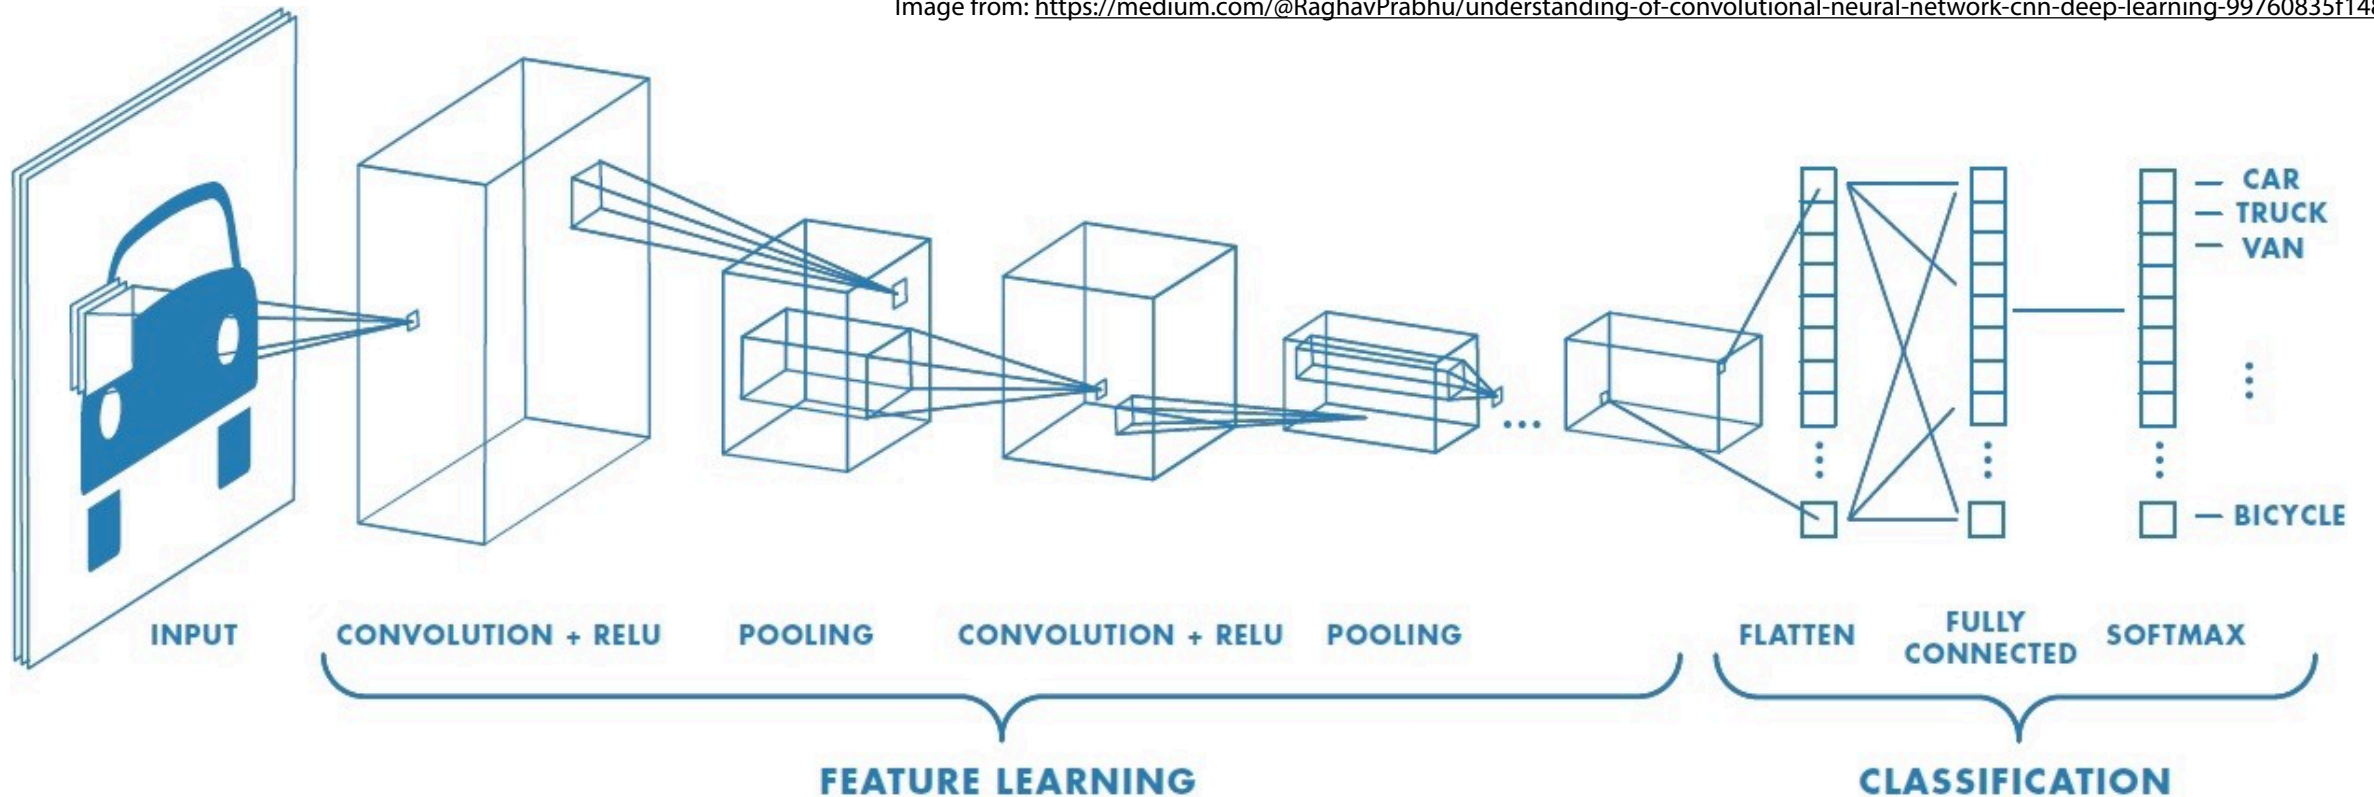 Image from: https://medium.com/@RaghavPrabhu/understanding-of-convolutional-neural-network-cnn-deep-learning-99760835f148
CAR
TRUCK
VAN
BICYCLE
INPUT
CONVOLUTION + RELU
POOLING
CONVOLUTION + RELU
POOLING
FLATTEN
FULLY
CONNECTED
SOFTMAX
FEATURE LEARNING
CLASSIFICATION